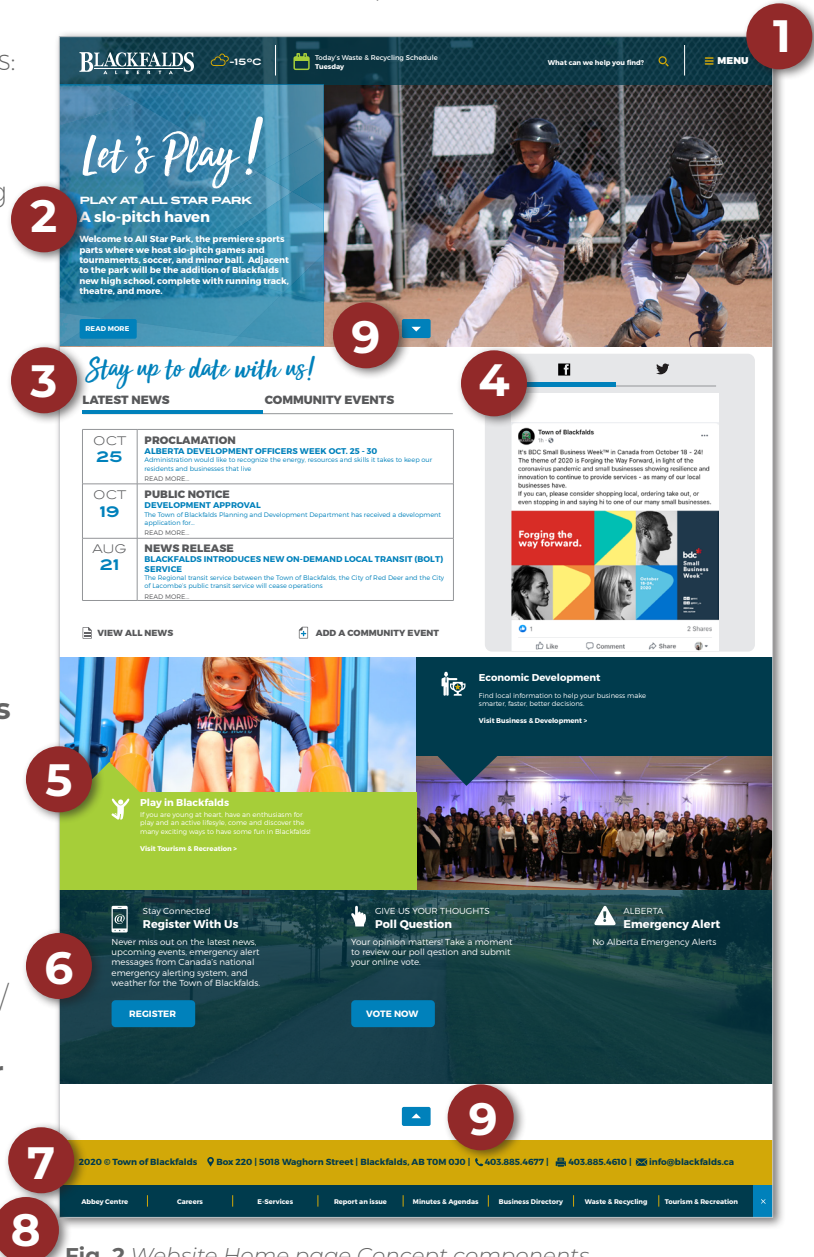 S:
1
BLACKFALDS
ALBERTA
-15°C
Today's Waste & Recycling Schedule
Tuesday
What can we help you find?
MENU
Let's Play!
g
2
PLAY AT ALL STAR PARK
A slo-pitch haven
Welcome to All Star Park, the premiere sports
parts where we host slo-pitch games and
tournaments, soccer, and minor ball. Adjacent
to the park will be the addition of Blackfalds
new high school, complete with running track,
theatre, and more.
READ MORE
9
3
Stay up to date with us!
LATEST NEWS
COMMUNITY EVENTS
OCT
25
PROCLAMATION
ALBERTA DEVELOPMENT OFFICERS WEEK OCT. 25 - 30
Administration would like to recognize the energy, resources and skills it takes to keep our
residents and businesses that live
READ MORE...
OCT
19
PUBLIC NOTICE
DEVELOPMENT APPROVAL
The Town of Blackfalds Planning and Development Department has received a development
application for...
READ MORE...
AUG
21
NEWS RELEASE
BLACKFALDS INTRODUCES NEW ON-DEMAND LOCAL TRANSIT (BOLT)
SERVICE
The Regional transit service between the Town of Blackfalds, the City of Red Deer and the City
of Lacombe's public transit service will cease operations
READ MORE...
VIEW ALL NEWS
ADD A COMMUNITY EVENT
4
Town of Blackfalds
1h
It's BDC Small Business Week™ in Canada from October 18 - 24!
The theme of 2020 is Forging the Way Forward, in light of the
coronavirus pandemic and small businesses showing resilience and
innovation to continue to provide services - as many of our local
businesses have.
If you can, please consider shopping local, ordering take out, or
even stopping in and saying hi to one of our many small businesses.
Forging the
way forward.
October
18-24,
2020
bdc
Small
Business
Week™
1
2 Shares
Like
Comment
Share
s
MERMAIDS
5
Play in Blackfalds
If you are young at heart, have an enthusiasm for
play and an active lifesyle, come and discover the
many exciting ways to have some fun in Blackfalds!
Visit Tourism & Recreation >
Economic Development
Find local information to help your business make
smarter, faster, better decisions.
Visit Business & Development >
6
/
Stay Connected
Register With Us
Never miss out on the latest news,
upcoming events, emergency alert
messages from Canada's national
emergency alerting system, and
weather for the Town of Blackfalds.
REGISTER
GIVE US YOUR THOUGHTS
Poll Question
Your opinion matters! Take a moment
to review our poll qestion and submit
your online vote.
VOTE NOW
ALBERTA
Emergency Alert
No Alberta Emergency Alerts
9
7
2020 © Town of Blackfalds Box 220 | 5018 Waghorn Street | Blackfalds, AB T0M 0J0 | 403.885.4677 | 403.885.4610 | info@blackfalds.ca
8
Abbey Centre | Careers | E-Services | Report an issue | Minutes & Agendas | Business Directory | Waste & Recycling | Tourism & Recreation ×
Fig. 2 Website Home page Concept components